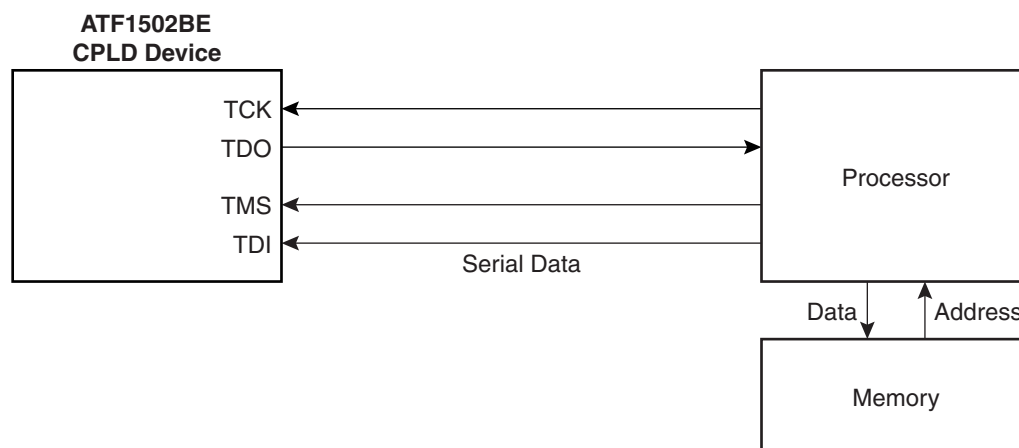 ATF1502BE
CPLD Device
TCK
TDO
TMS
TDI
Serial Data
Processor
Data
Address
Memory